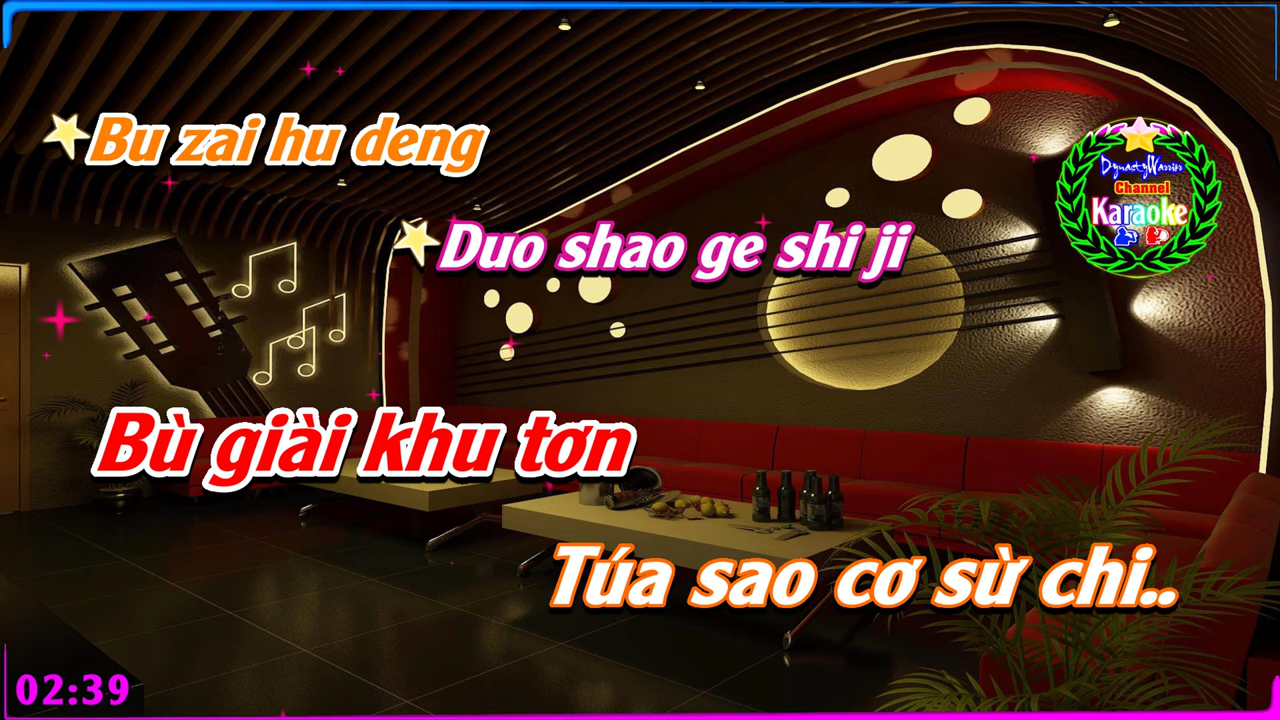 Bu zai hu deng
Duo shao ge shi ji
DynastyWarrior
Channel
Karaoke
Bù giài khu tơn
Túa sao cơ sừ chi..
02:39